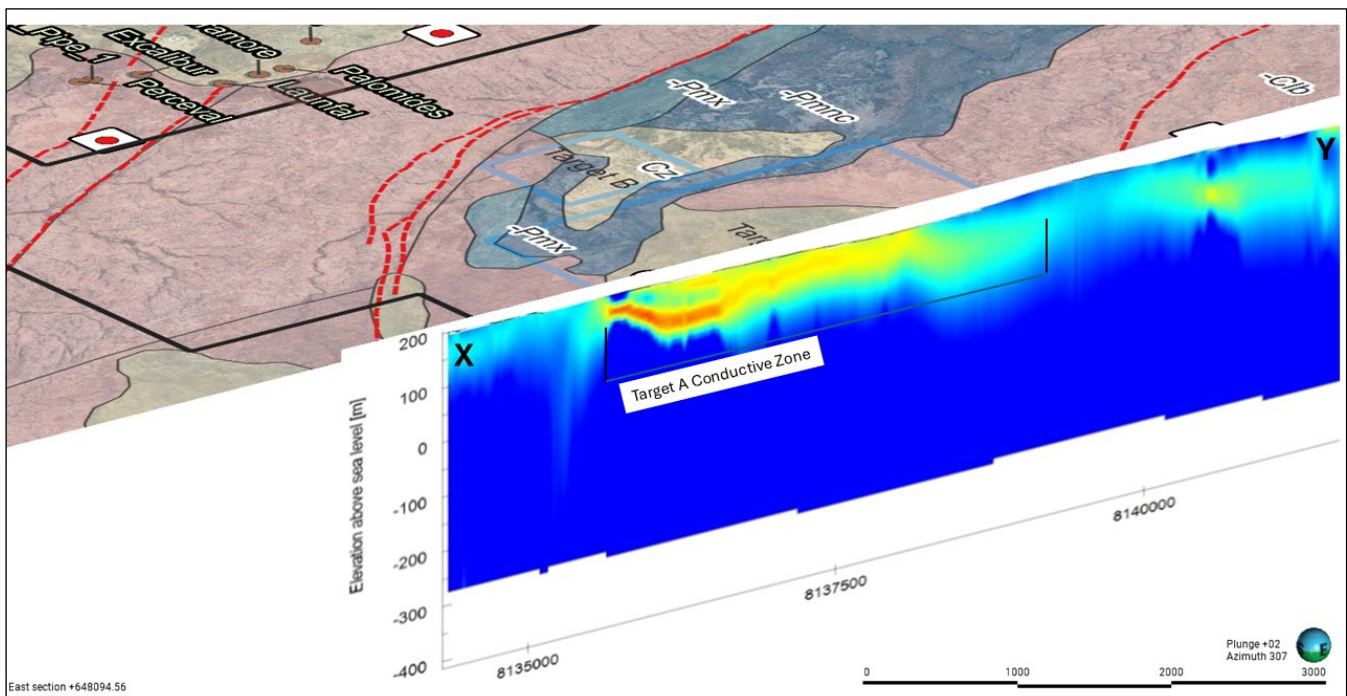 Pipe_1
Excalibur
amore
Perceval
Launfal
Palomides
-Pmx
-Pmnc
-Clb
Target B
Cz
-Pmx
X
Y
Target A Conductive Zone
Elevation above sea level [m]
200
100
0
-100
-200
-300
-400
8135000
8137500
8140000
Plunge +02
Azimuth 307
0 1000 2000 3000
East section +648094.56